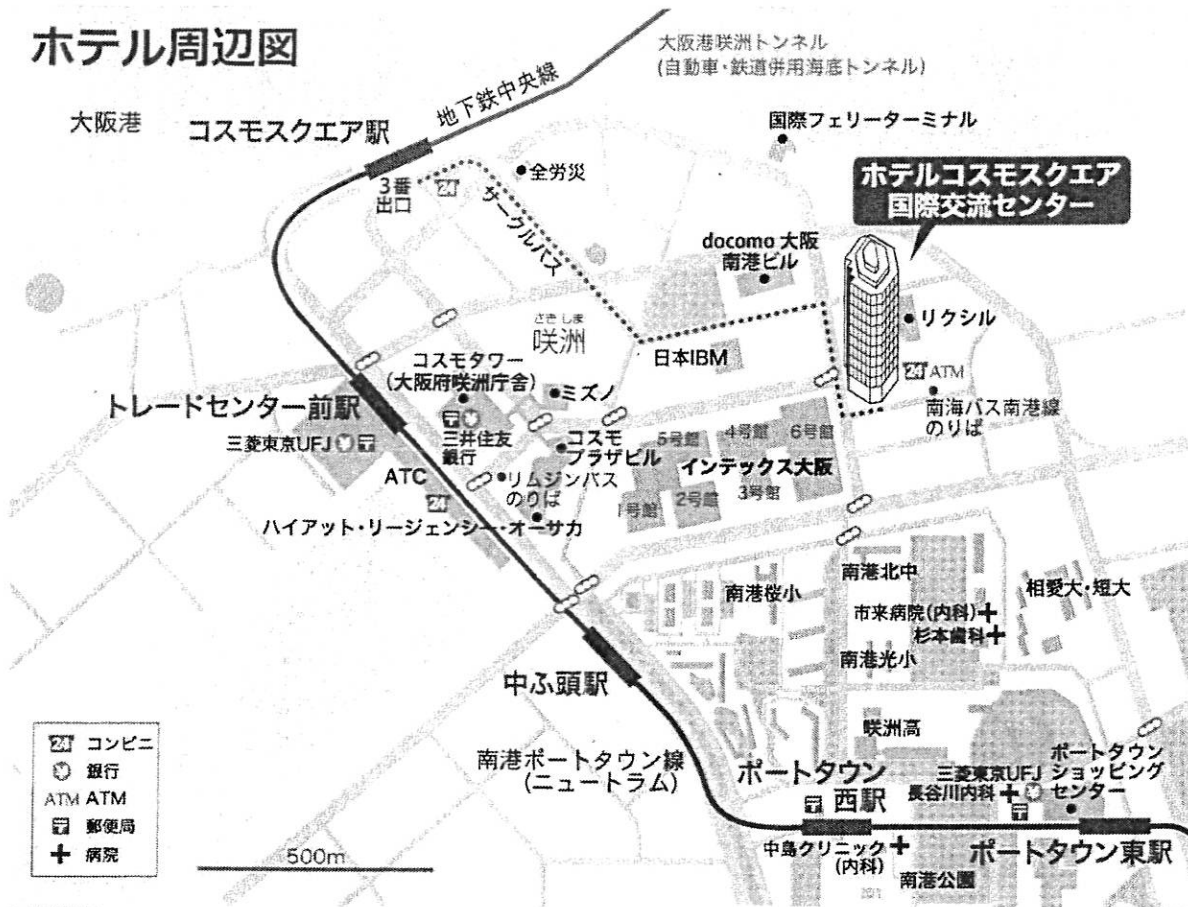 ホテル周辺図
大阪港咲洲トンネル
(自動車・鉄道併用海底トンネル)
地下鉄中央線
大阪港
コスモスクエア駅
国際フェリーターミナル
3番
出口
24
全労災
サークルバス
ホテルコスモスクエア
国際交流センター
docomo 大阪
南港ビル
リクシル
さきしま
咲洲
日本IBM
24 ATM
南海バス南港線
のりば
コスモタワー
(大阪府咲洲庁舎)
ミズノ
トレードセンター前駅
三菱東京UFJ
三井住友
銀行
コスモ
プラザビル
ATC
24
リムジンバス
のりば
ハイアット・リージェンシー・オーサカ
5号館
4号館
6号館
インテックス大阪
1号館
2号館
3号館
南港桜小
南港北中
相愛大・短大
市来病院(内科)
杉本歯科
南港光小
中ふ頭駅
咲洲高
南港ポートタウン線
(ニュートラム)
ポートタウン
西駅
三菱東京UFJ
長谷川内科
ポートタウン
ショッピング
センター
中島クリニック
(内科)
南港公園
ポートタウン東駅
24 コンビニ
銀行
ATM ATM
郵便局
病院
500m